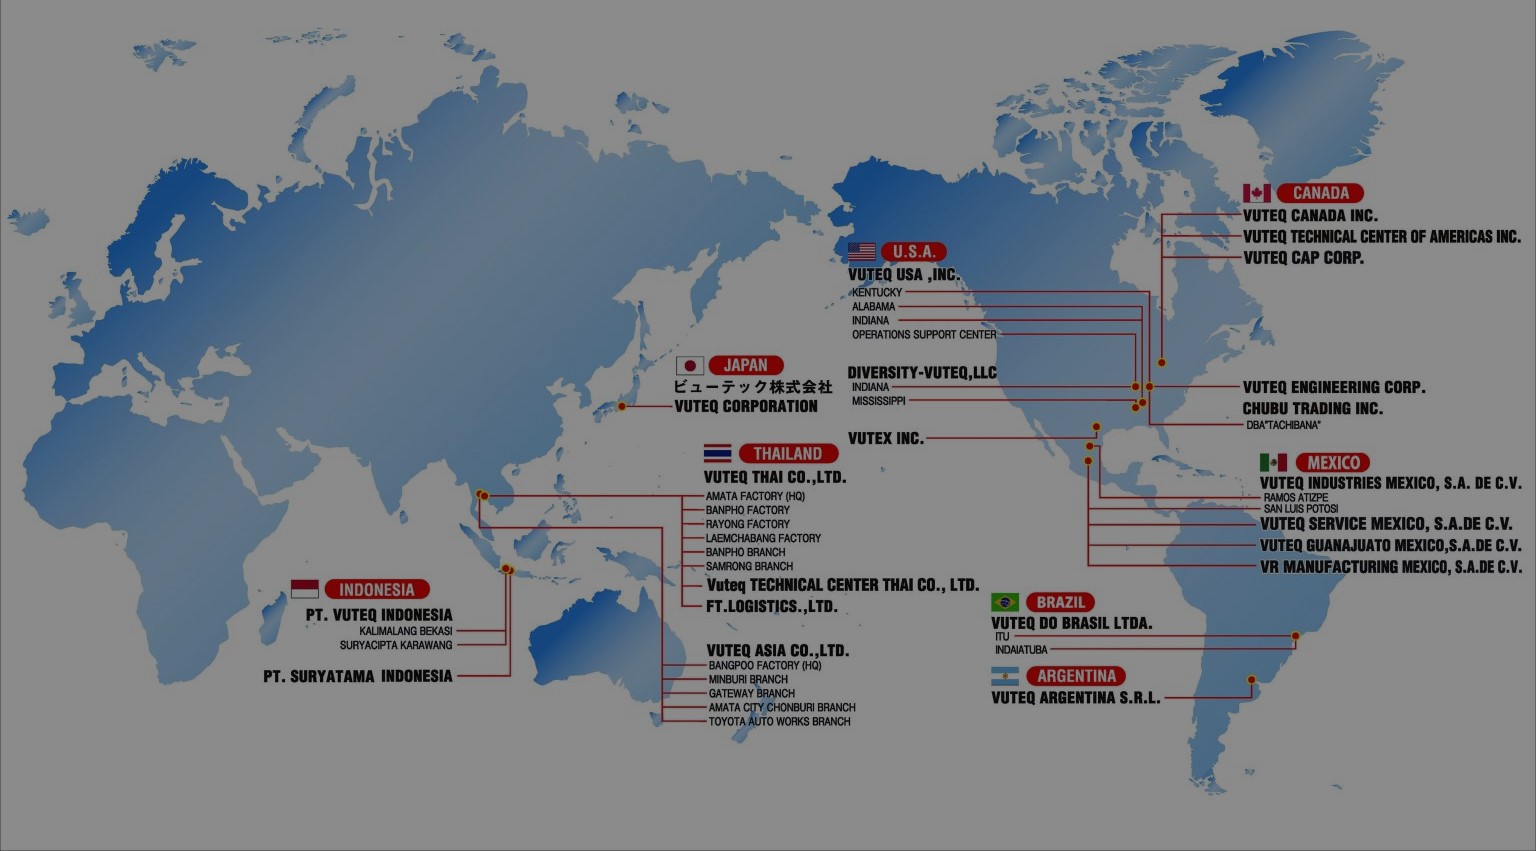 CANADA
VUTEQ CANADA INC.
VUTEQ TECHNICAL CENTER OF AMERICAS INC.
VUTEQ CAP CORP.
U.S.A.
VUTEQ USA ,INC.
KENTUCKY
ALABAMA
INDIANA
OPERATIONS SUPPORT CENTER
DIVERSITY-VUTEQ,LLC
INDIANA
MISSISSIPPI
VUTEX INC.
VUTEQ ENGINEERING CORP.
CHUBU TRADING INC.
DBA"TACHIBANA"
JAPAN
ビューテック株式会社
VUTEQ CORPORATION
THAILAND
VUTEQ THAI CO.,LTD.
AMATA FACTORY (HQ)
BANPHO FACTORY
RAYONG FACTORY
LAEMCHABANG FACTORY
BANPHO BRANCH
SAMRONG BRANCH
Vuteq TECHNICAL CENTER THAI CO., LTD.
FT.LOGISTICS.,LTD.
VUTEQ ASIA CO.,LTD.
BANGPOO FACTORY (HQ)
MINBURI BRANCH
GATEWAY BRANCH
AMATA CITY CHONBURI BRANCH
TOYOTA AUTO WORKS BRANCH
MEXICO
VUTEQ INDUSTRIES MEXICO, S.A. DE C.V.
RAMOS ATIZPE
SAN LUIS POTOSI
VUTEQ SERVICE MEXICO, S.A.DE C.V.
VUTEQ GUANAJUATO MEXICO,S.A.DE C.V.
VR MANUFACTURING MEXICO, S.A.DE C.V.
INDONESIA
PT. VUTEQ INDONESIA
KALIMALANG BEKASI
SURYACIPTA KARAWANG
PT. SURYATAMA INDONESIA
BRAZIL
VUTEQ DO BRASIL LTDA.
ITU
INDAIATUBA
ARGENTINA
VUTEQ ARGENTINA S.R.L.